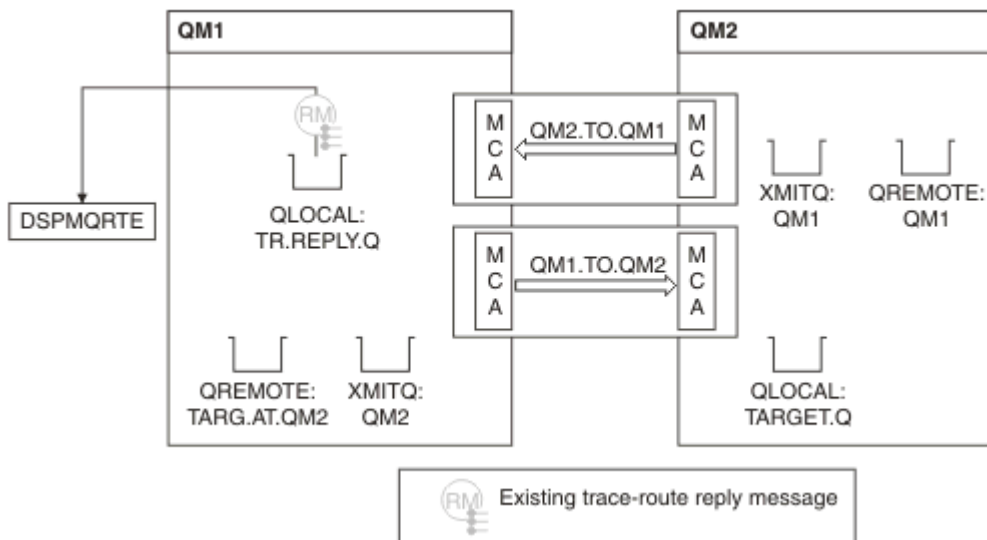 QM1
QM2
RM
M
C
A
QM2.TO.QM1
M
C
A
DSPMQRTE
QLOCAL:
TR.REPLY.Q
XMITQ:
QM1
QREMOTE:
QM1
M
C
A
QM1.TO.QM2
M
C
A
QREMOTE:
TARG.AT.QM2
XMITQ:
QM2
QLOCAL:
TARGET.Q
RM
Existing trace-route reply message